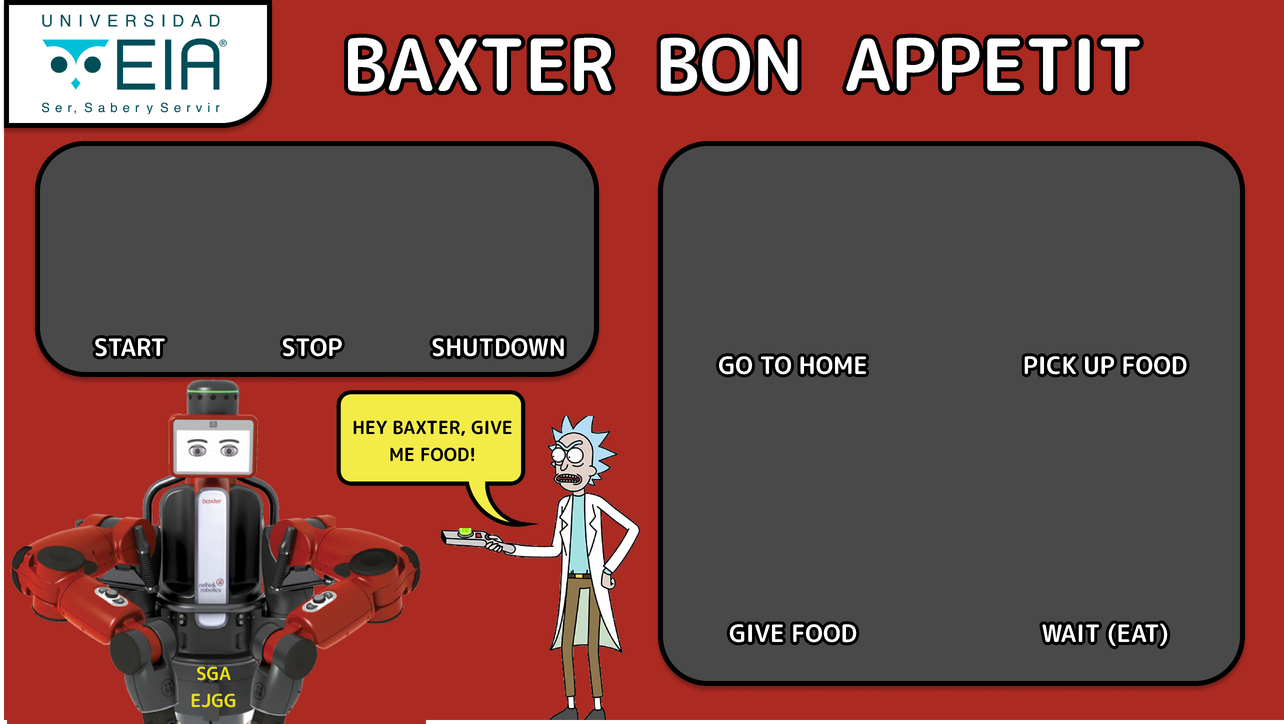 UNIVERSIDAD
EIA®
Ser, Saber y Servir
BAXTER BON APPETIT
START STOP SHUTDOWN
GO TO HOME PICK UP FOOD
HEY BAXTER, GIVE
ME FOOD!
baxter
rethink
robotics
GIVE FOOD WAIT (EAT)
SGA
EJGG